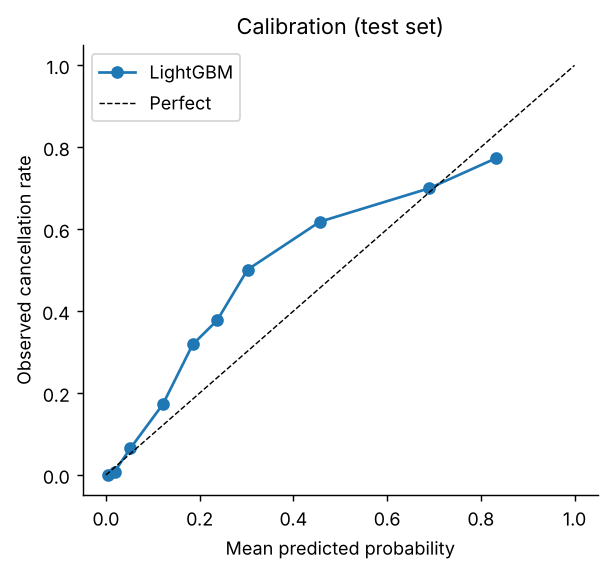 Calibration (test set)
LightGBM
Perfect
1.0
0.8
0.6
0.4
0.2
0.0
Observed cancellation rate
0.0 0.2 0.4 0.6 0.8 1.0
Mean predicted probability